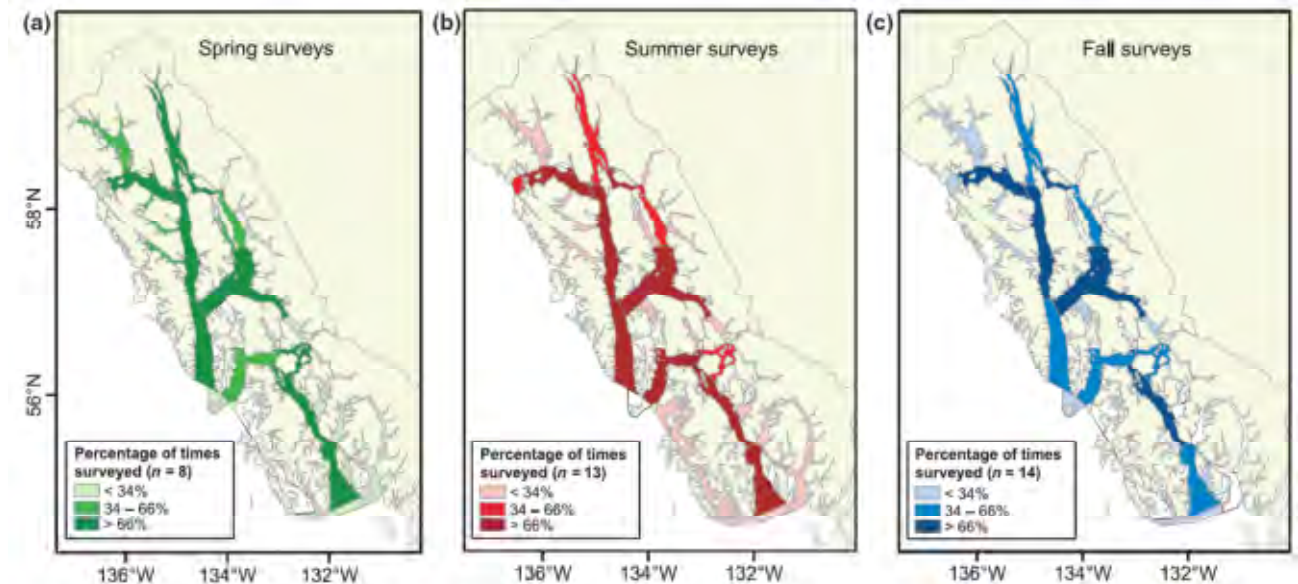 (a)
Spring surveys
58°N
56°N
Percentage of times
surveyed (n = 8)
< 34%
34 – 66%
> 66%
136°W
134°W
132°W
(b)
Summer surveys
Percentage of times
surveyed (n = 13)
< 34%
34 – 66%
> 66%
136°W
134°W
132°W
(c)
Fall surveys
Percentage of times
surveyed (n = 14)
< 34%
34 – 66%
> 66%
136°W
134°W
132°W